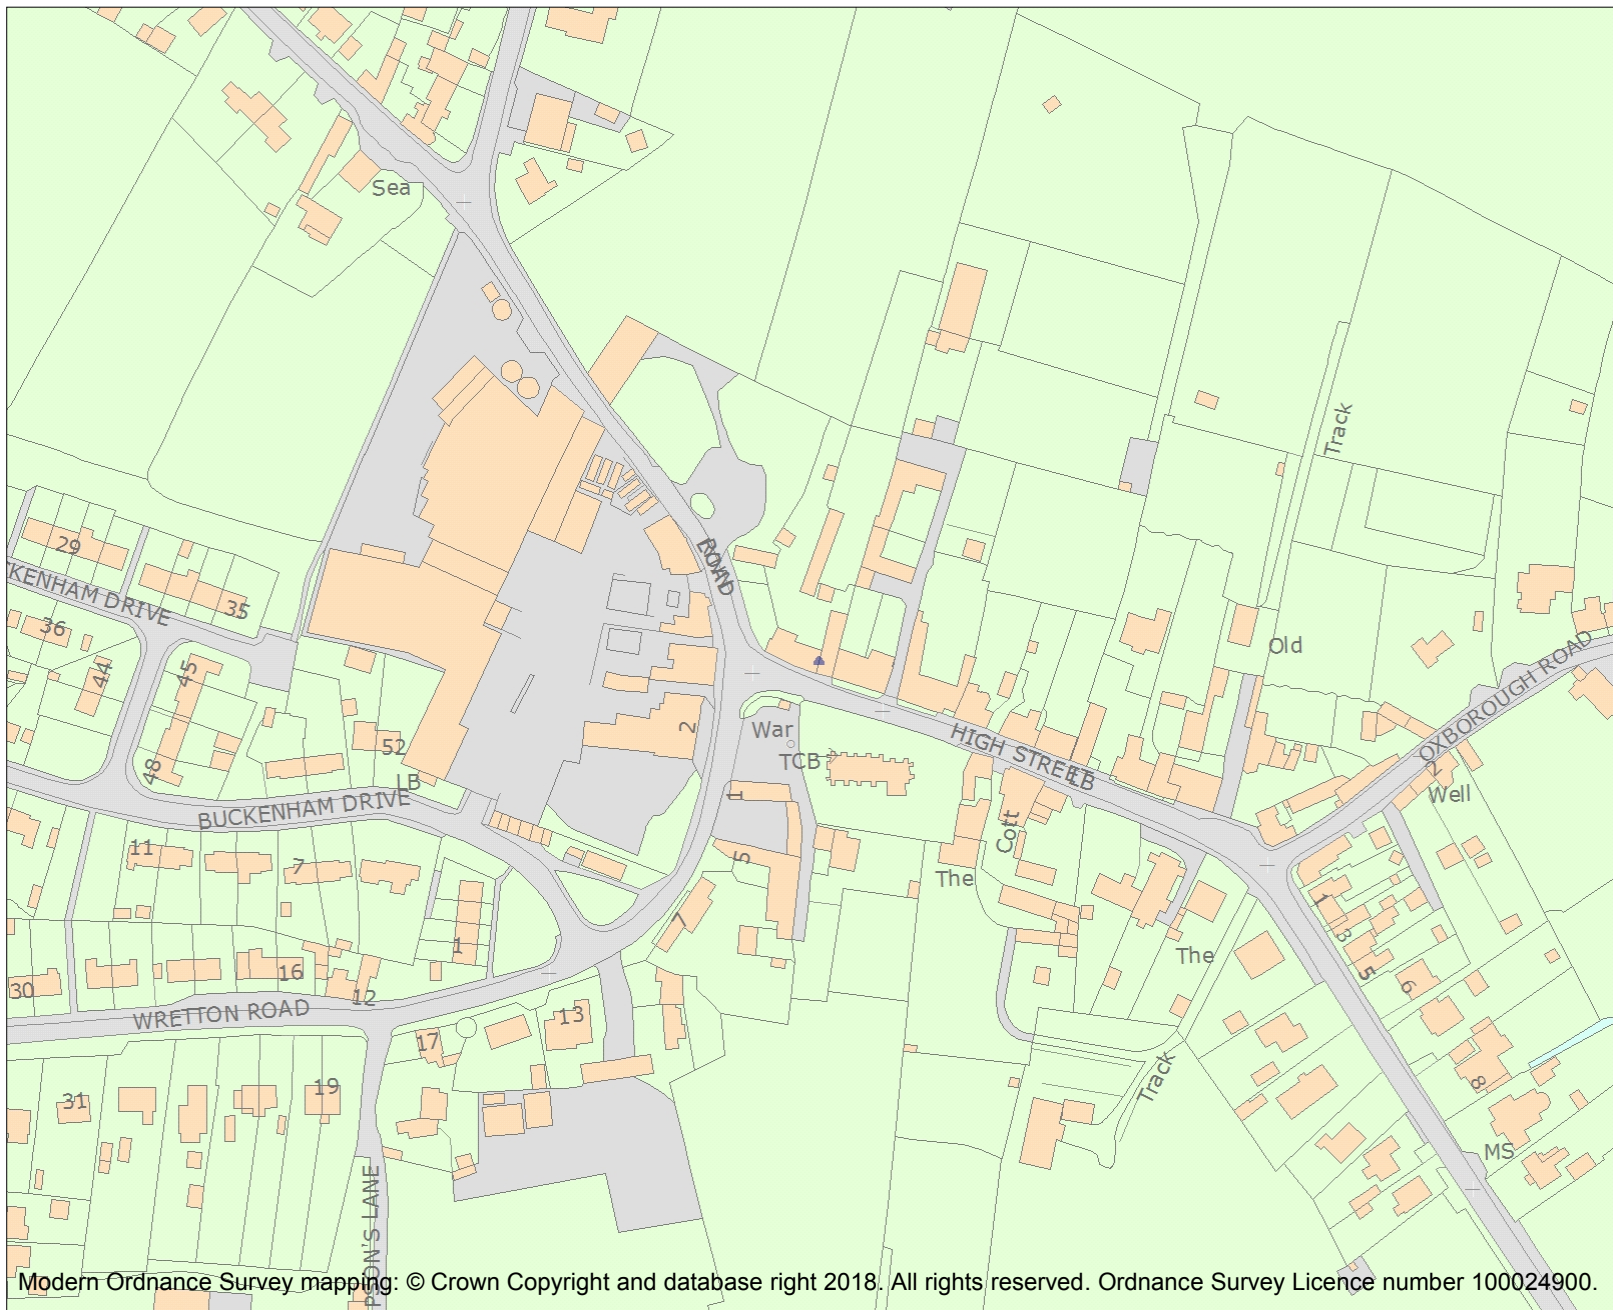 Sea
Track
29
35
CKENHAM DRIVE
36
44
45
48
52
LB
BUCKENHAM DRIVE
ROAD
Old
OXBOROUGH ROAD
2
Well
War
TCB
2
HIGH STREET
LB
1
5
7
Cott
The
The
11
7
1
16
12
30
WRETTON ROAD
17
13
31
19
PSON'S LANE
Track
1
3
5
6
8
MS
Modern Ordnance Survey mapping: © Crown Copyright and database right 2018. All rights reserved. Ordnance Survey Licence number 100024900.